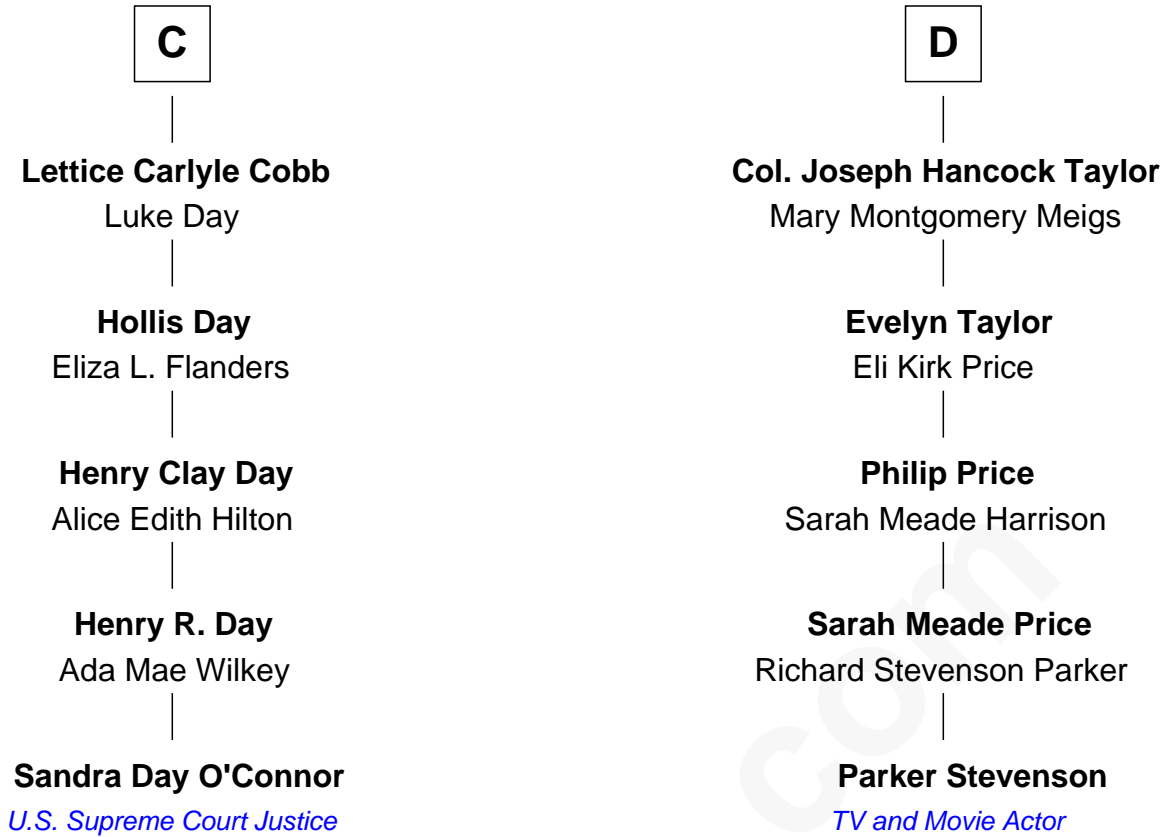 C
Lettice Carlyle Cobb
Luke Day
Hollis Day
Eliza L. Flanders
Henry Clay Day
Alice Edith Hilton
Henry R. Day
Ada Mae Wilkey
Sandra Day O'Connor
U.S. Supreme Court Justice
D
Col. Joseph Hancock Taylor
Mary Montgomery Meigs
Evelyn Taylor
Eli Kirk Price
Philip Price
Sarah Meade Harrison
Sarah Meade Price
Richard Stevenson Parker
Parker Stevenson
TV and Movie Actor
com